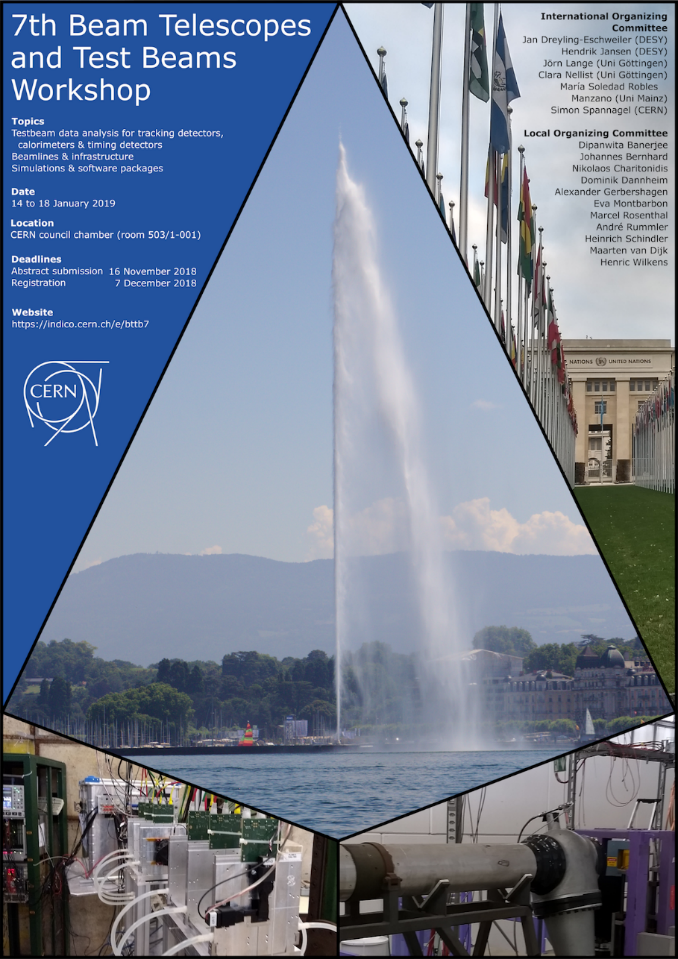 7th Beam Telescopes
and Test Beams
Workshop
Topics
Testbeam data analysis for tracking detectors,
calorimeters & timing detectors
Beamlines & infrastructure
Simulations & software packages
Date
14 to 18 January 2019
Location
CERN council chamber (room 503/1-001)
Deadlines
Abstract submission 16 November 2018
Registration 7 December 2018
Website
https://indico.cern.ch/e/bttb7
CERN
International Organizing
Committee
Jan Dreyling-Eschweiler (DESY)
Hendrik Jansen (DESY)
Jörn Lange (Uni Göttingen)
Clara Nellist (Uni Göttingen)
María Soledad Robles
Manzano (Uni Mainz)
Simon Spannagel (CERN)
Local Organizing Committee
Dipanwita Banerjee
Johannes Bernhard
Nikolaos Charitonidis
Dominik Dannheim
Alexander Gerbershagen
Eva Montbarbon
Marcel Rosenthal
André Rummler
Heinrich Schindler
Maarten van Dijk
Henric Wilkens
NATIONS UNITED NATIONS